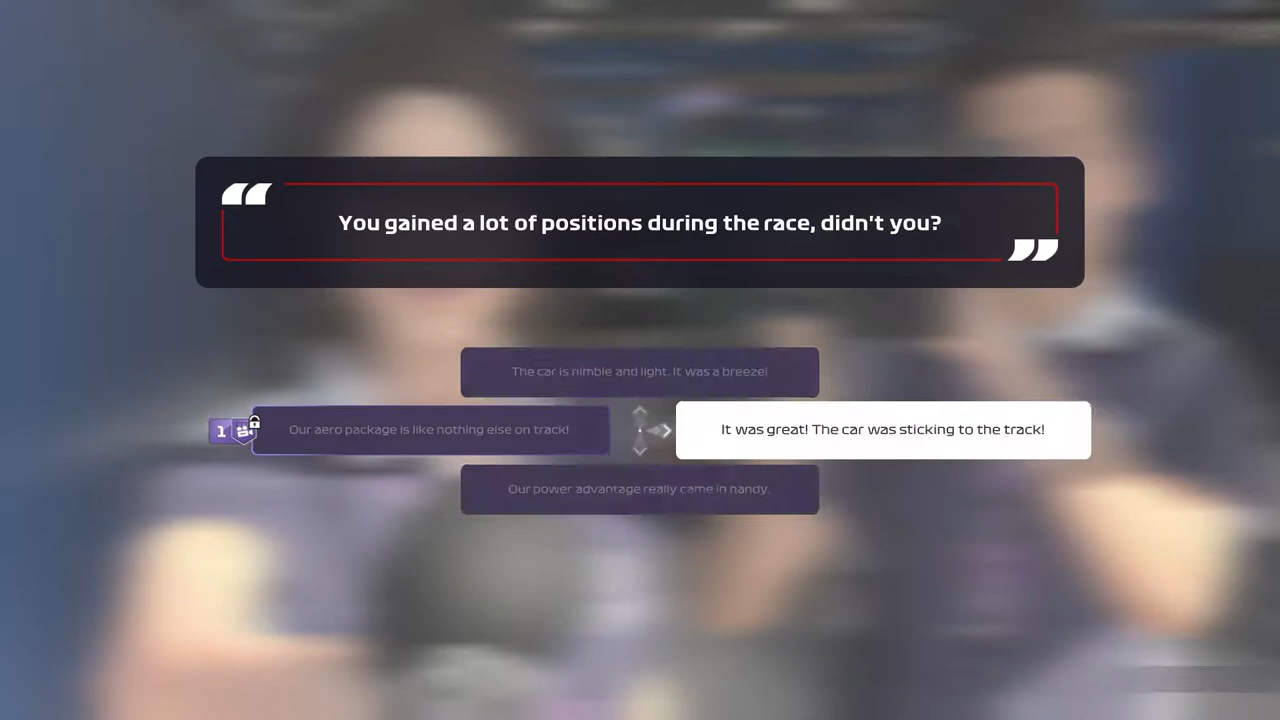 You gained a lot of positions during the race, didn't you?
The car is nimble and light. It was a breeze!
1
Our aero package is like nothing else on track!
It was great! The car was sticking to the track!
Our power advantage really came in handy.